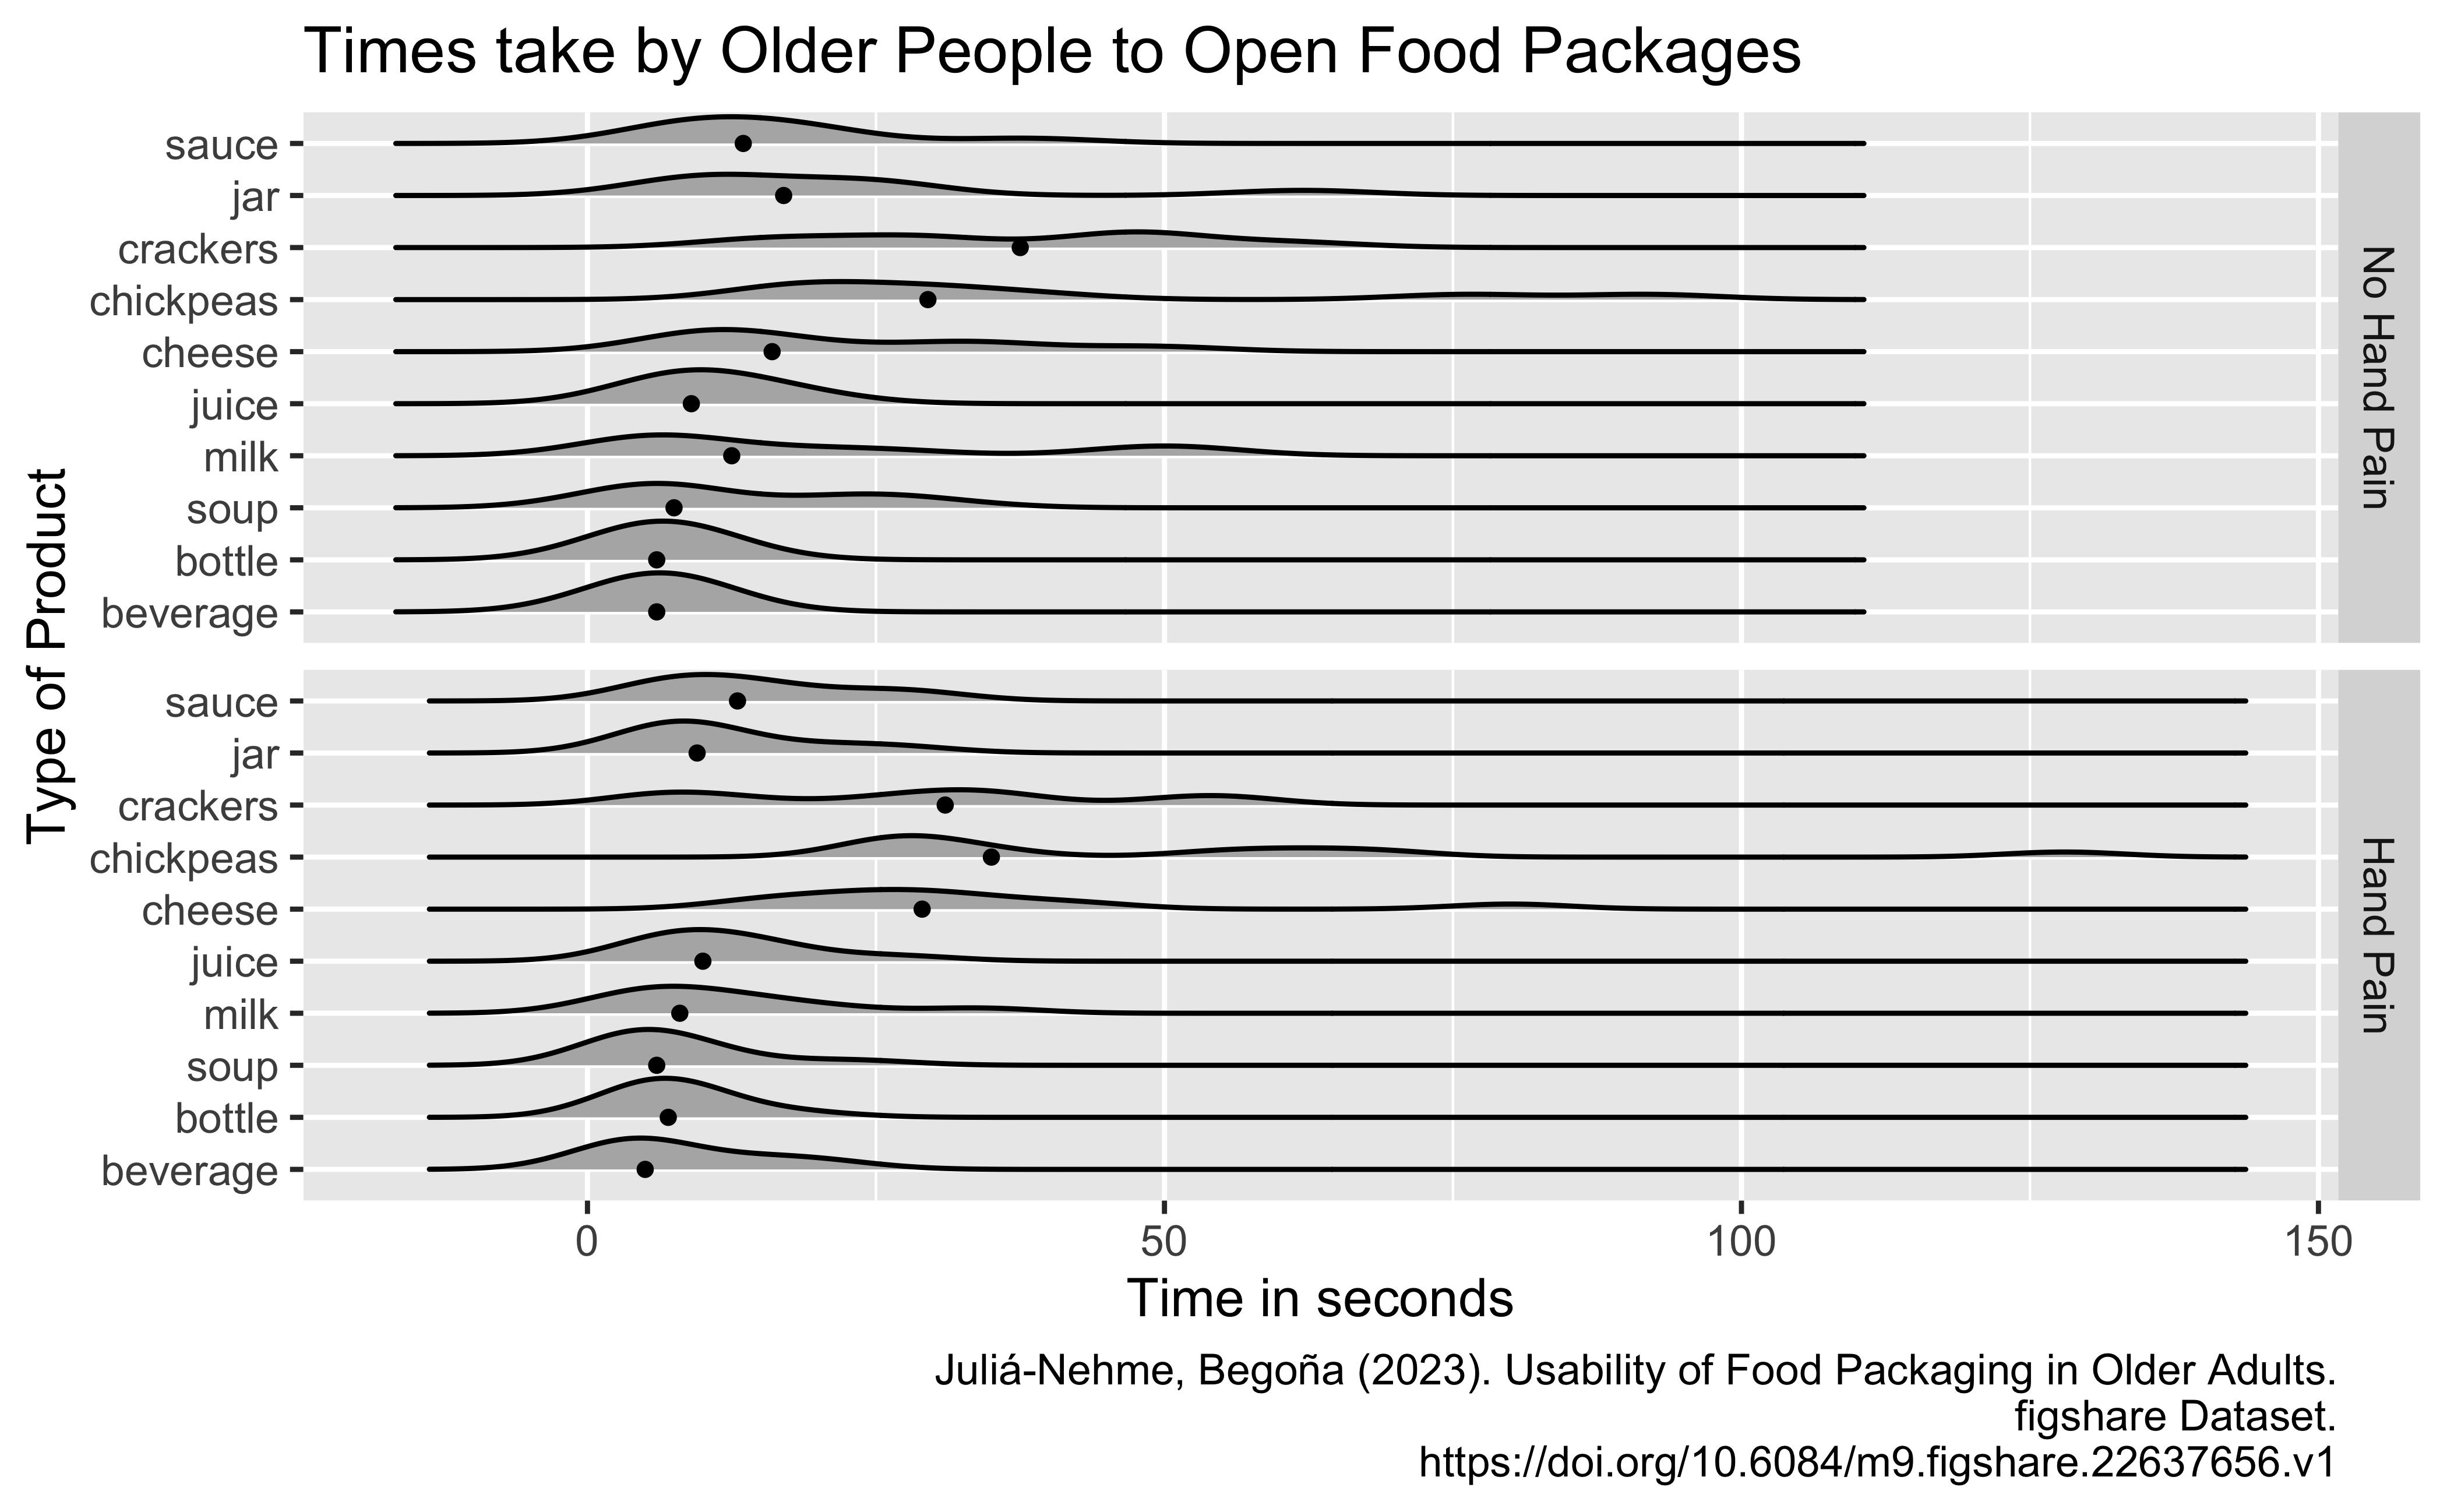 Times take by Older People to Open Food Packages
sauce
jar
crackers
chickpeas
cheese
juice
milk
soup
bottle
beverage
No Hand Pain
sauce
jar
crackers
chickpeas
cheese
juice
milk
soup
bottle
beverage
Hand Pain
Type of Product
0 50 100 150
Time in seconds
Juliá-Nehme, Begoña (2023). Usability of Food Packaging in Older Adults.
figshare Dataset.
https://doi.org/10.6084/m9.figshare.22637656.v1